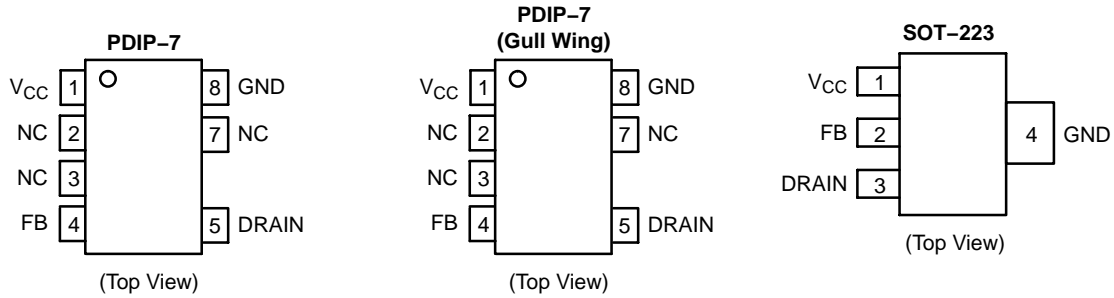 PDIP−7
VCC 1 8 GND
NC 2 7 NC
NC 3
FB 4 5 DRAIN
(Top View)
PDIP−7
(Gull Wing)
VCC 1 8 GND
NC 2 7 NC
NC 3
FB 4 5 DRAIN
(Top View)
SOT−223
VCC 1
FB 2 4 GND
DRAIN 3
(Top View)